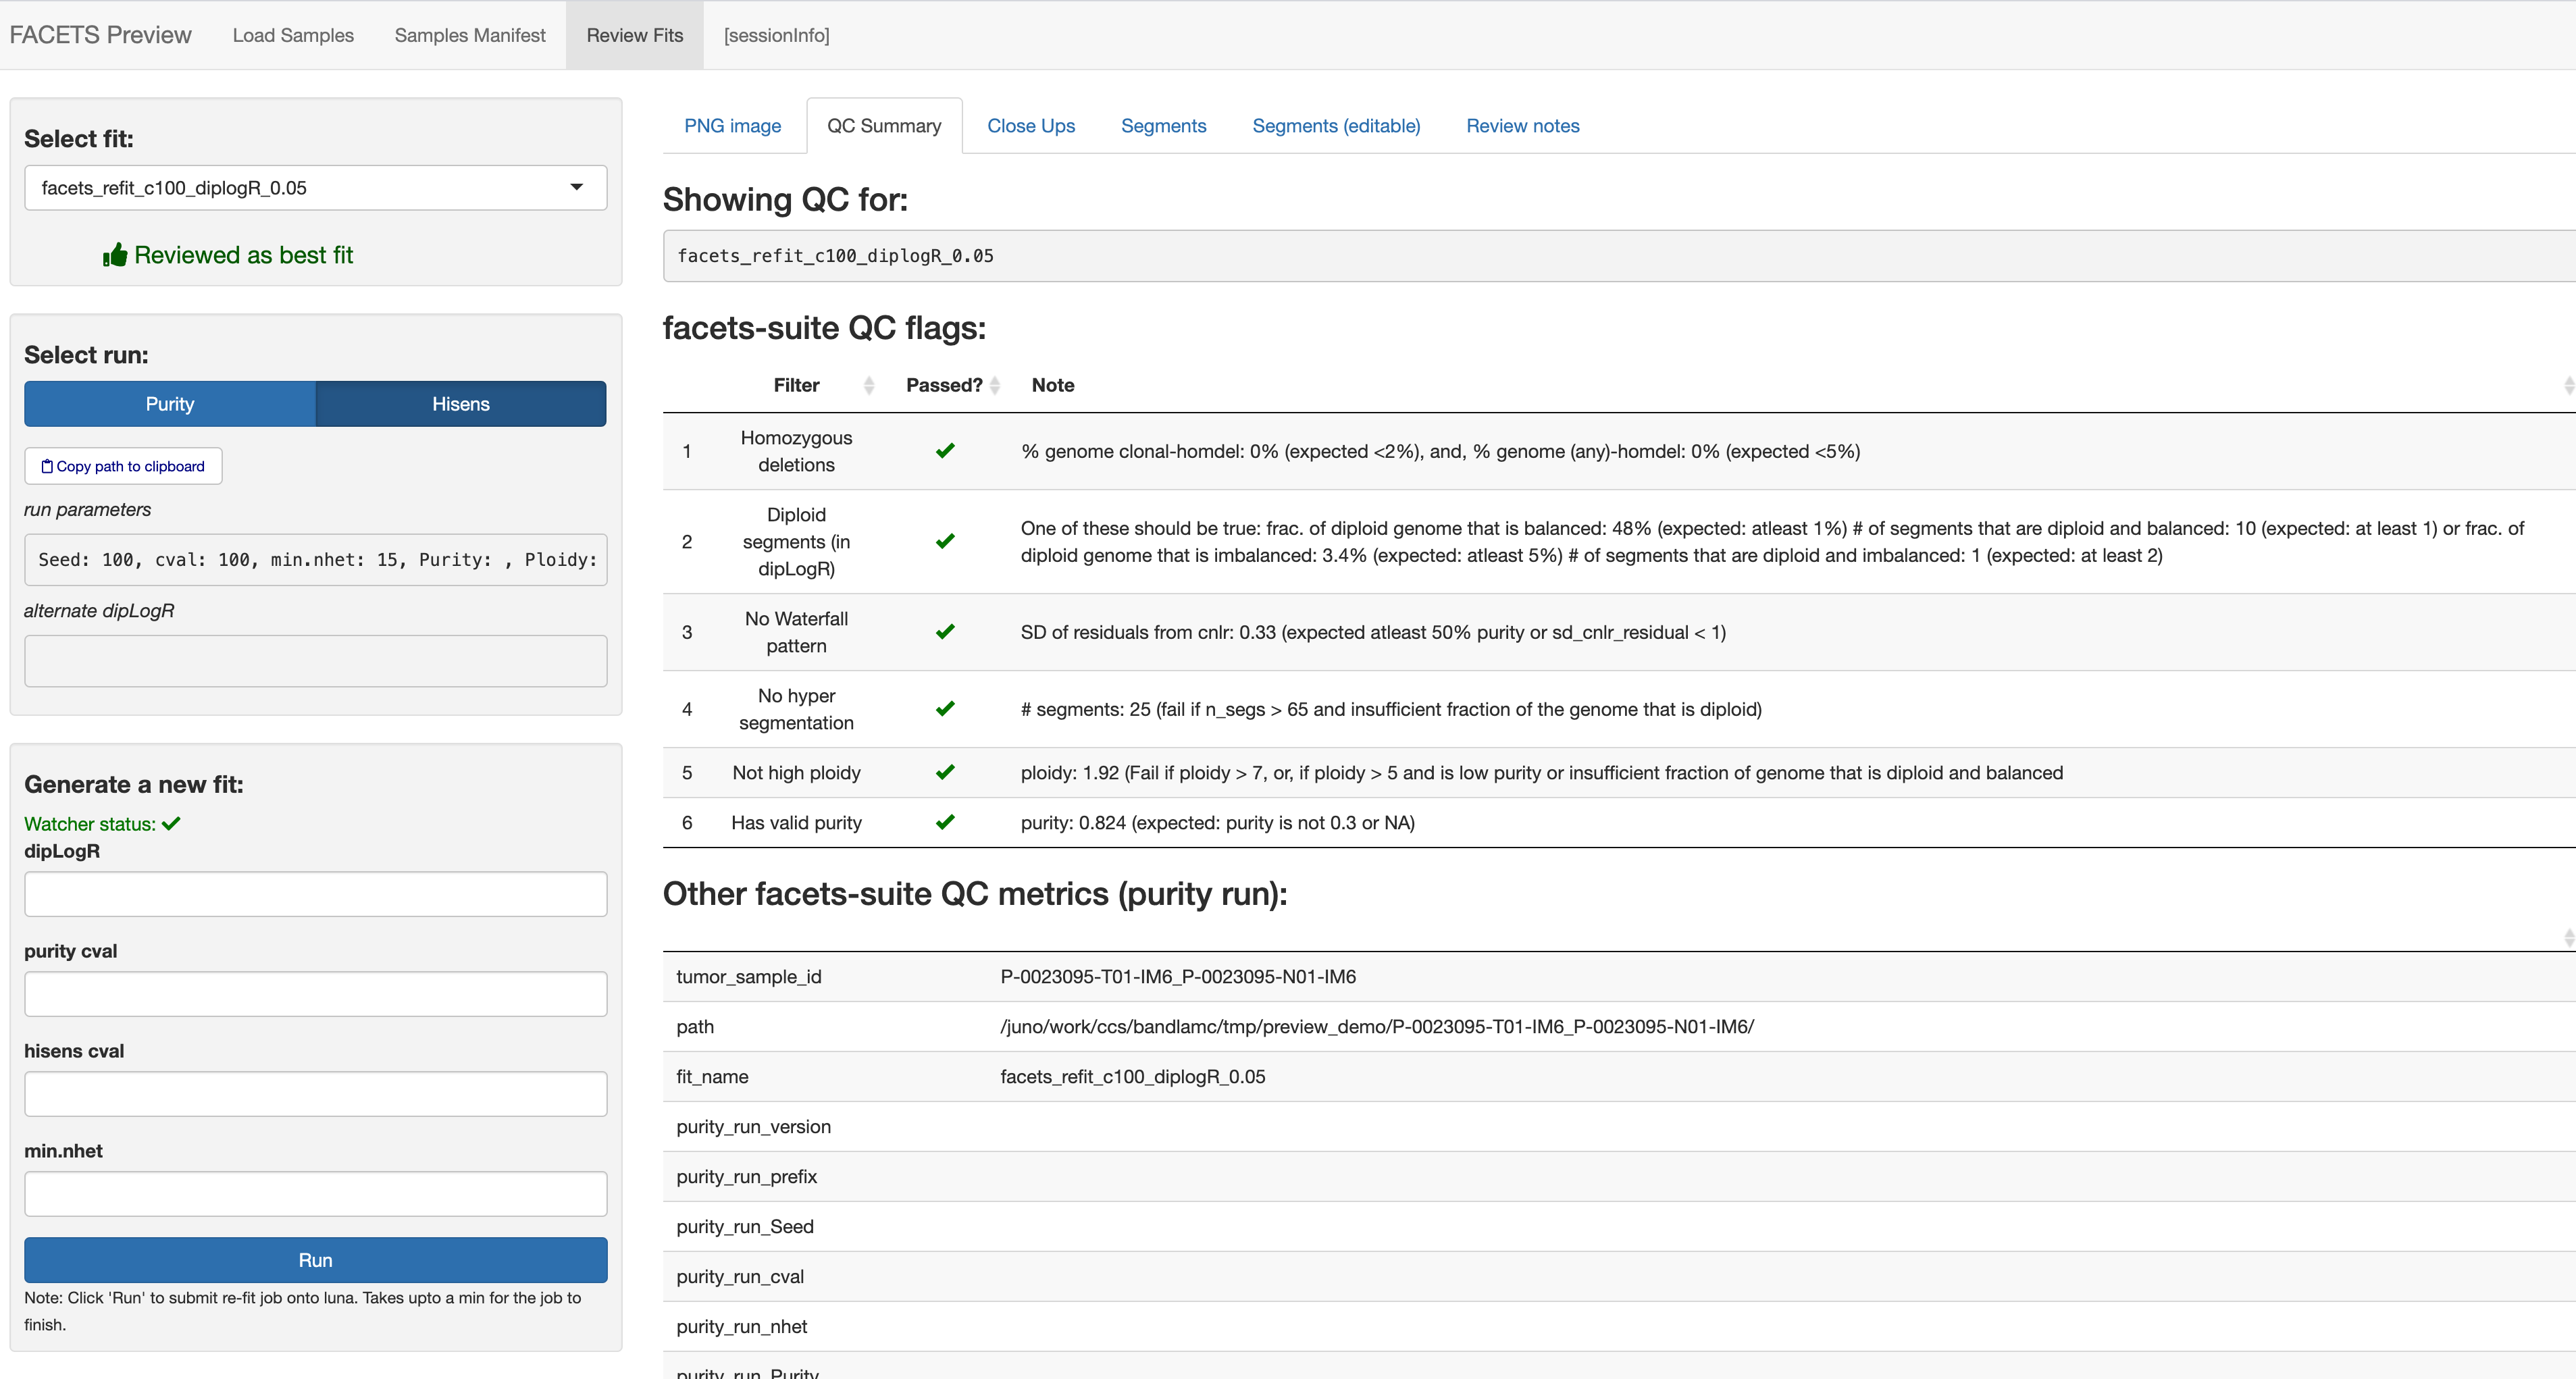 FACETS Preview Load Samples Samples Manifest Review Fits [sessionInfo]
Select fit:
facets_refit_c100_diplogR_0.05
Reviewed as best fit
Select run:
Purity Hisens
Copy path to clipboard
run parameters
Seed: 100, cval: 100, min.nhet: 15, Purity: , Ploidy:
alternate dipLogR
Generate a new fit:
Watcher status:
dipLogR
purity cval
hisens cval
min.nhet
Run
Note: Click 'Run' to submit re-fit job onto luna. Takes upto a min for the job to
finish.
PNG image QC Summary Close Ups Segments Segments (editable) Review notes
Showing QC for:
facets_refit_c100_diplogR_0.05
facets-suite QC flags:
Filter Passed? Note
1 Homozygous deletions % genome clonal-homdel: 0% (expected <2%), and, % genome (any)-homdel: 0% (expected <5%)
2 Diploid segments (in dipLogR) One of these should be true: frac. of diploid genome that is balanced: 48% (expected: atleast 1%) # of segments that are diploid and balanced: 10 (expected: at least 1) or frac. of
diploid genome that is imbalanced: 3.4% (expected: atleast 5%) # of segments that are diploid and imbalanced: 1 (expected: at least 2)
3 No Waterfall pattern SD of residuals from cnlr: 0.33 (expected atleast 50% purity or sd_cnlr_residual < 1)
4 No hyper segmentation # segments: 25 (fail if n_segs > 65 and insufficient fraction of the genome that is diploid)
5 Not high ploidy ploidy: 1.92 (Fail if ploidy > 7, or, if ploidy > 5 and is low purity or insufficient fraction of genome that is diploid and balanced
6 Has valid purity purity: 0.824 (expected: purity is not 0.3 or NA)
Other facets-suite QC metrics (purity run):
tumor_sample_id P-0023095-T01-IM6_P-0023095-N01-IM6
path /juno/work/ccs/bandlamc/tmp/preview_demo/P-0023095-T01-IM6_P-0023095-N01-IM6/
fit_name facets_refit_c100_diplogR_0.05
purity_run_version
purity_run_prefix
purity_run_Seed
purity_run_cval
purity_run_nhet
purity_run_Purity